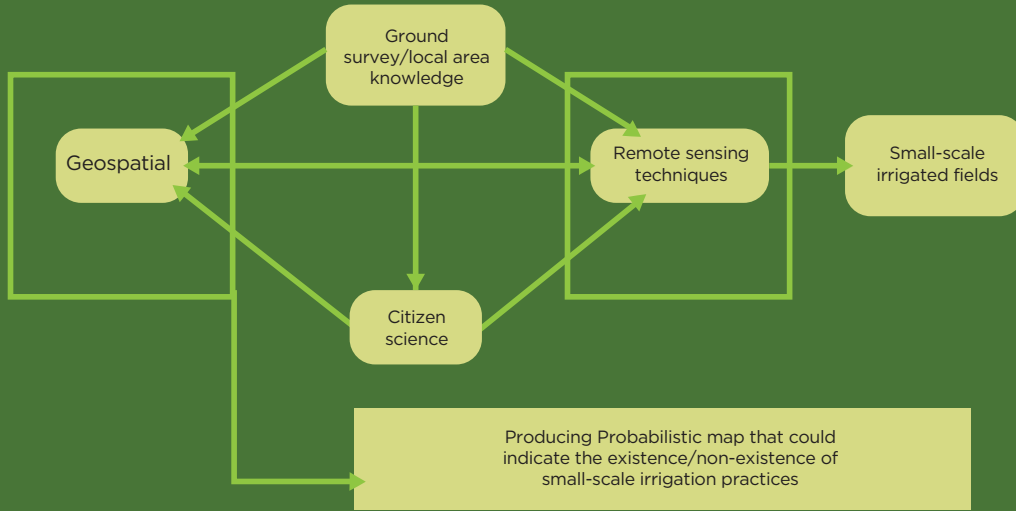 Ground
survey/local area
knowledge
Geospatial
Remote sensing
techniques
Small-scale
irrigated fields
Citizen
science
Producing Probabilistic map that could
indicate the existence/non-existence of
small-scale irrigation practices